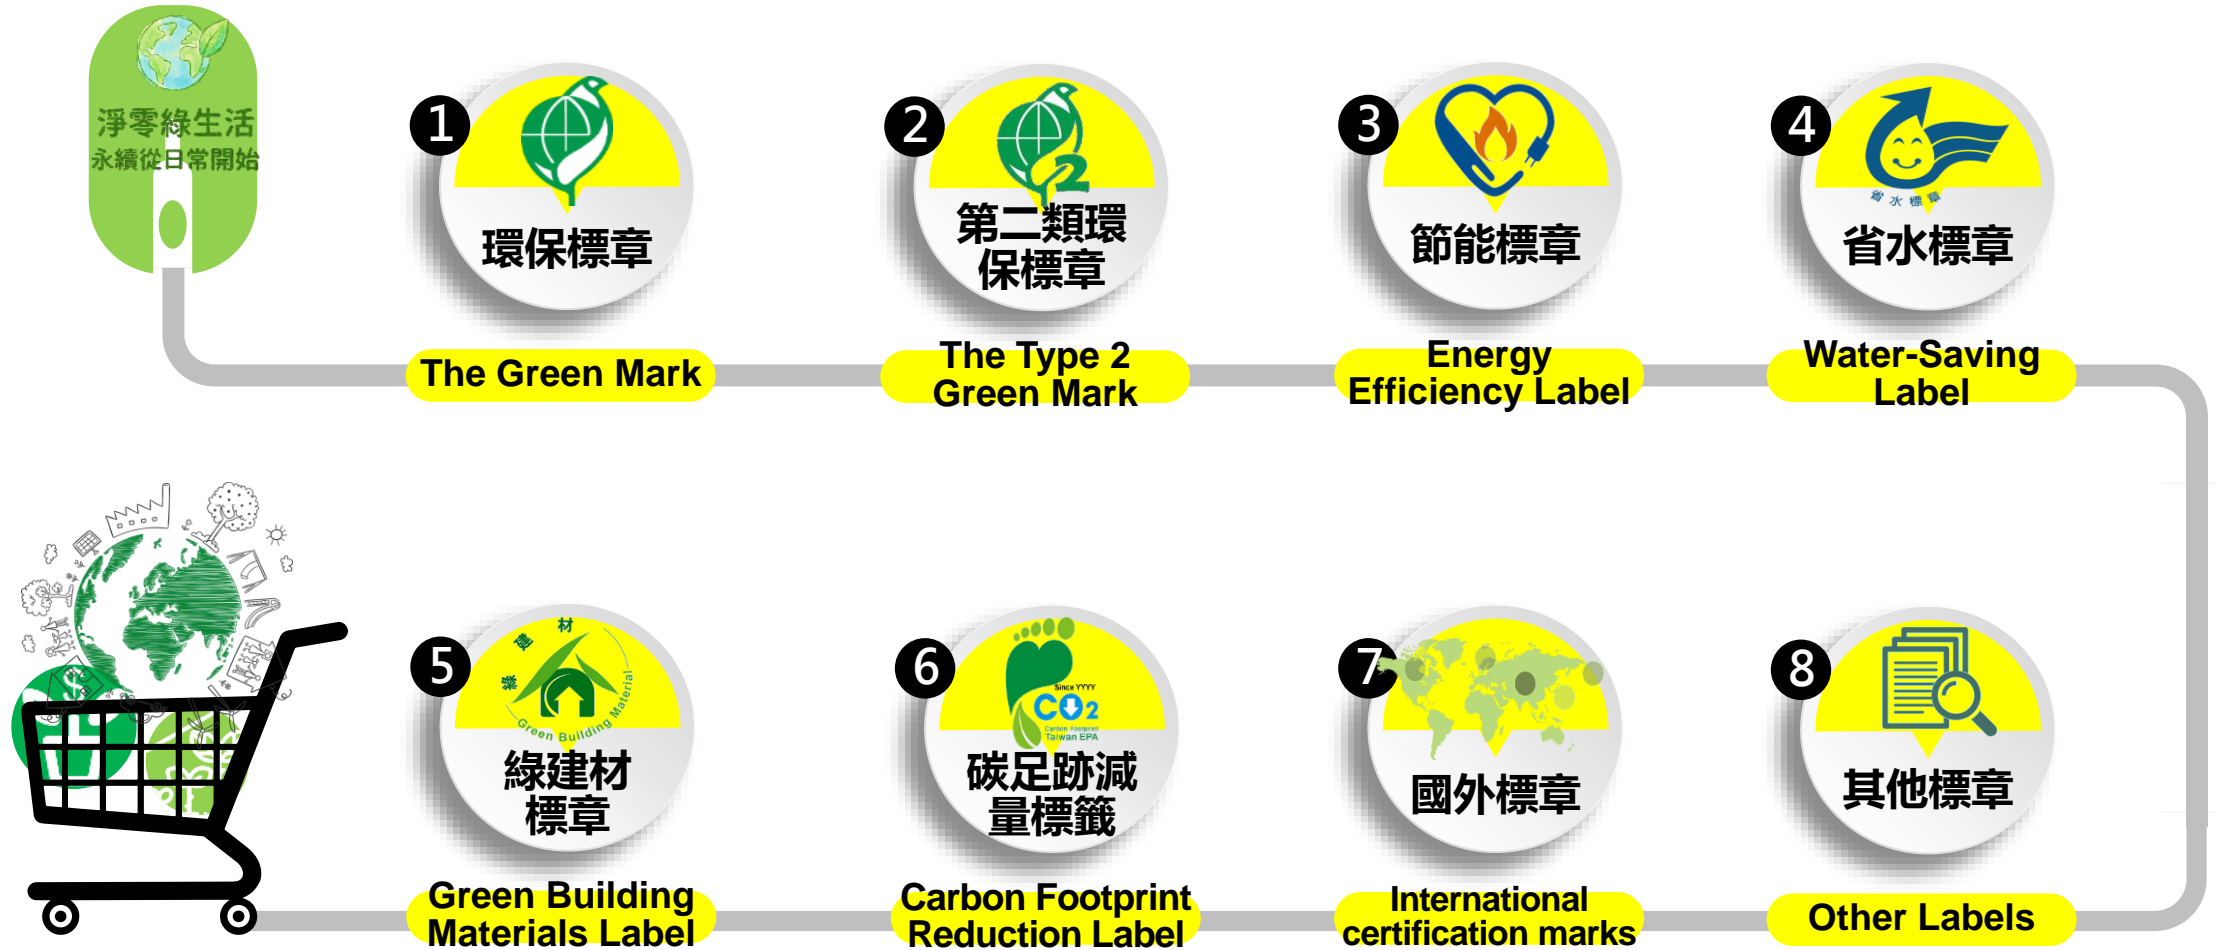 淨零綠生活
永續從日常開始
1
環保標章
The Green Mark
2
2
第二類環
保標章
The Type 2
Green Mark
3
節能標章
Energy
Efficiency Label
4
省水標章
省水標章
Water-Saving
Label
5
綠建材
Green Building Material
綠建材
標章
Green Building
Materials Label
6
Since YYYY
CO2
Carbon Footprint
Taiwan EPA
碳足跡減
量標籤
Carbon Footprint
Reduction Label
7
國外標章
International
certification marks
8
其他標章
Other Labels
$